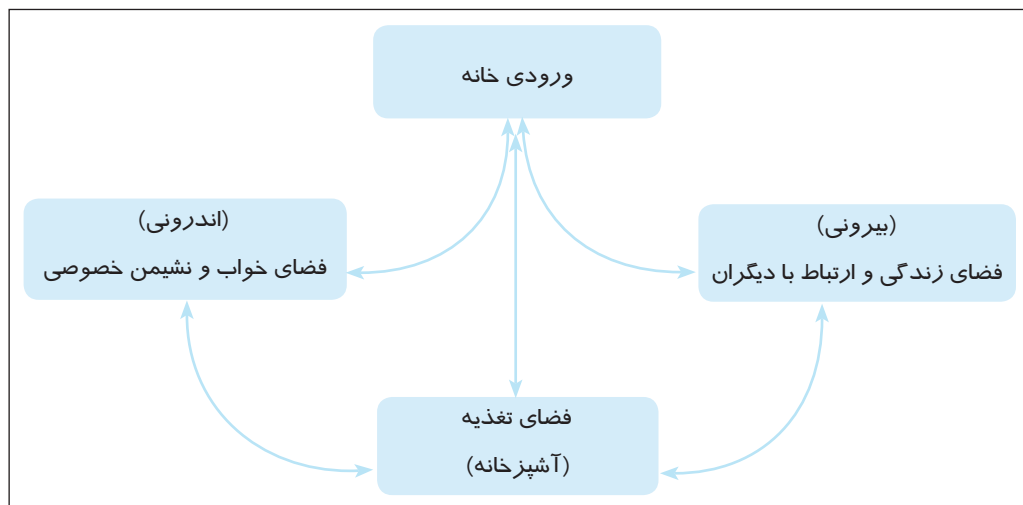 ورودی خانه
(بیرونی)
فضای زندگی و ارتباط با دیگران
(اندرونی)
فضای خواب و نشیمن خصوصی
فضای تغذیه
(آشپزخانه)